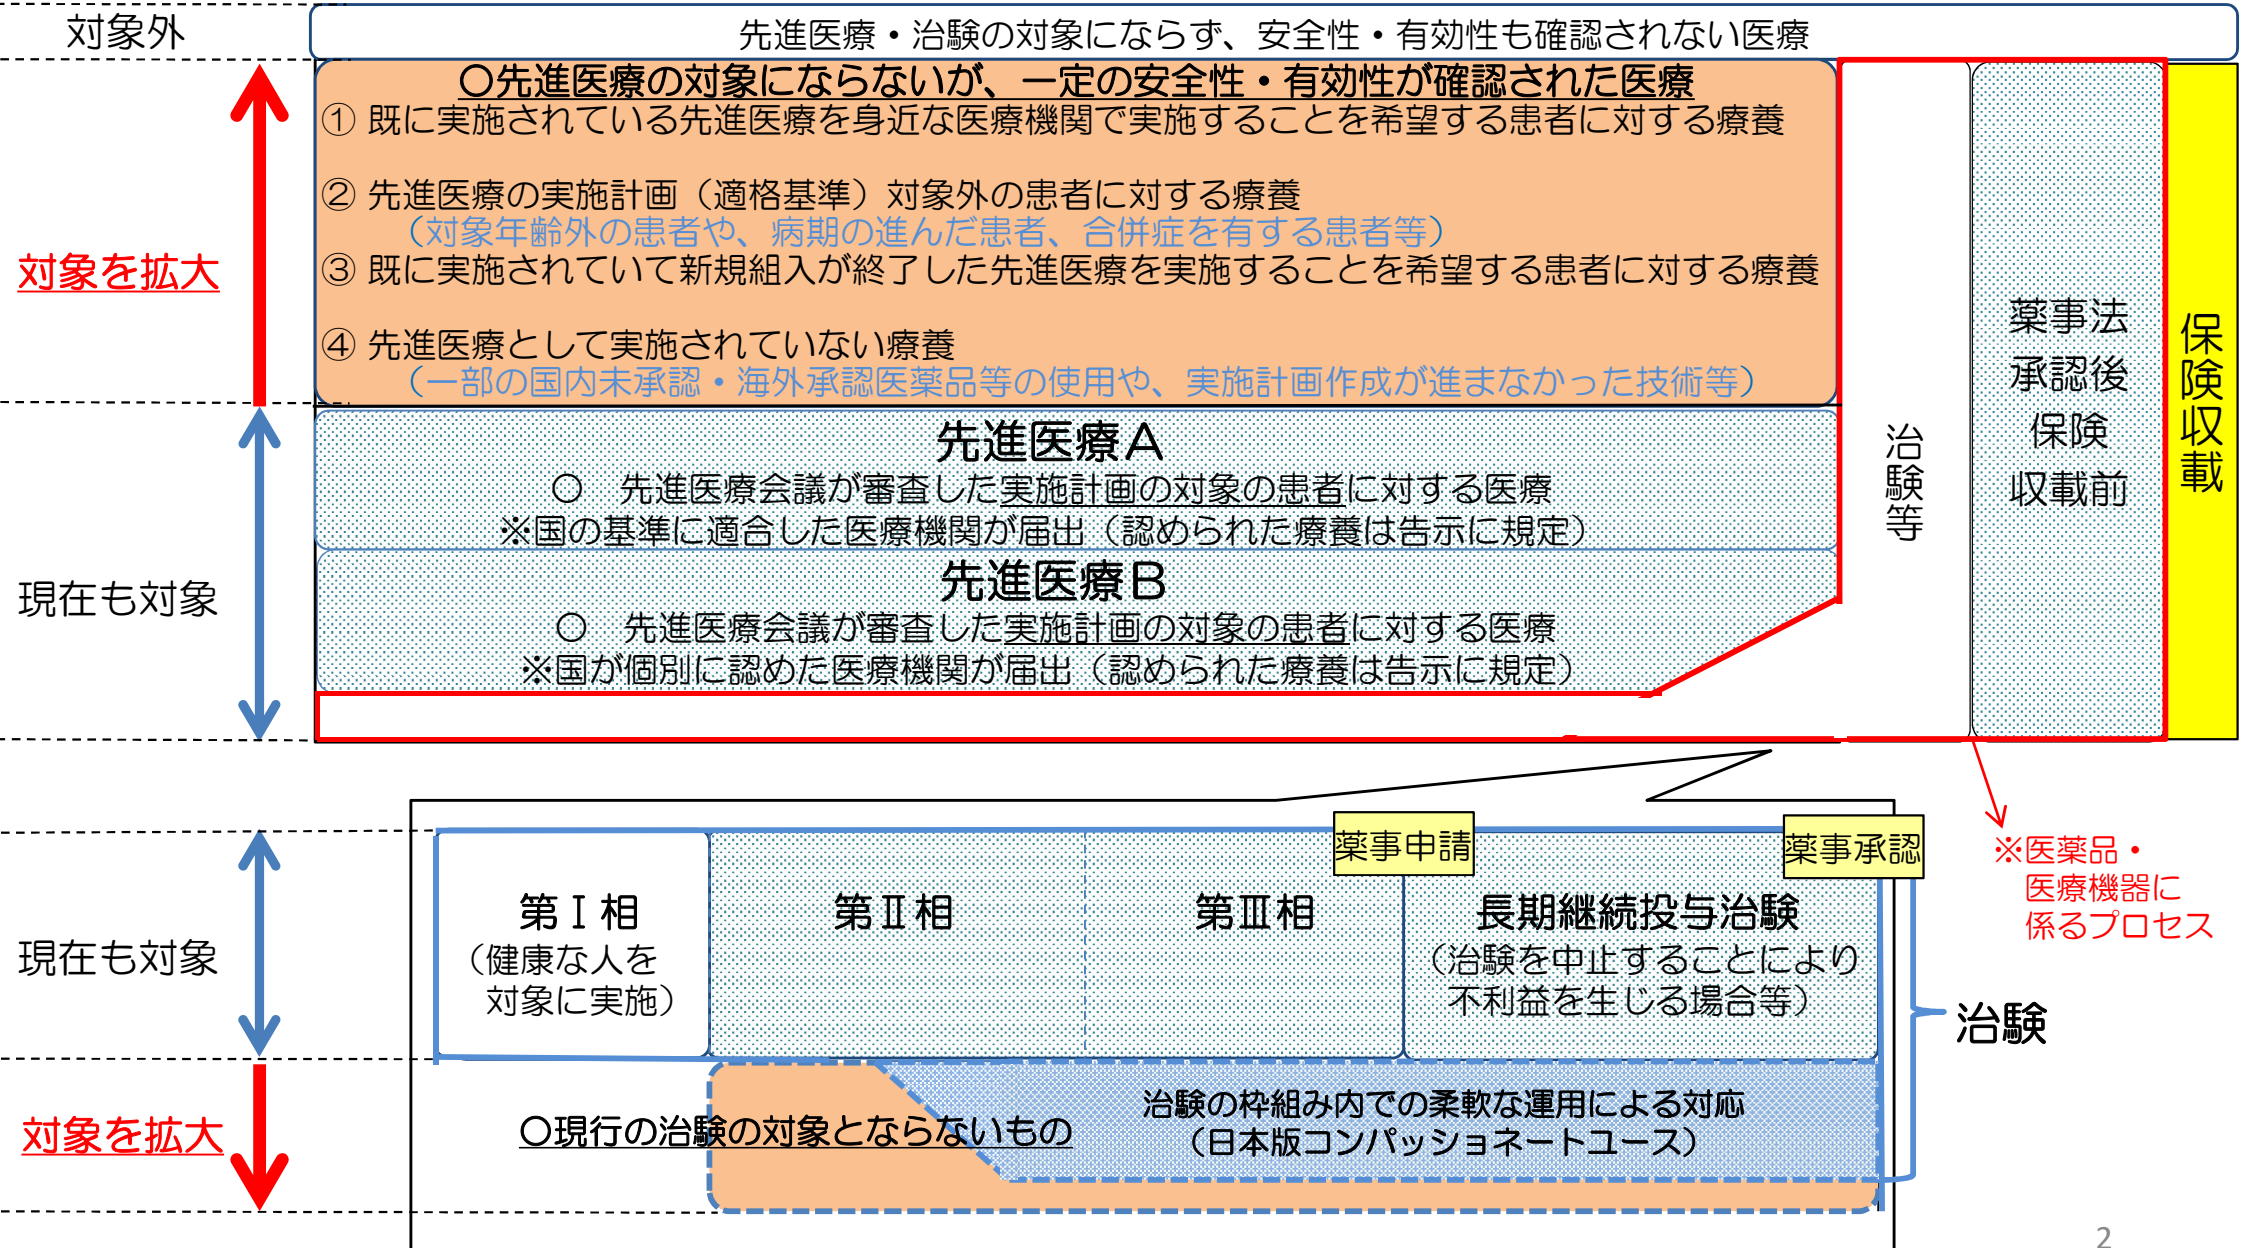 対象外
先進医療・治験の対象にならず、安全性・有効性も確認されない医療
対象を拡大
〇先進医療の対象にならないが、一定の安全性・有効性が確認された医療
① 既に実施されている先進医療を身近な医療機関で実施することを希望する患者に対する療養
② 先進医療の実施計画（適格基準）対象外の患者に対する療養
（対象年齢外の患者や、病期の進んだ患者、合併症を有する患者等）
③ 既に実施されていて新規組入が終了した先進医療を実施することを希望する患者に対する療養
④ 先進医療として実施されていない療養
（一部の国内未承認・海外承認医薬品等の使用や、実施計画作成が進まなかった技術等）
現在も対象
先進医療A
〇　先進医療会議が審査した実施計画の対象の患者に対する医療
※国の基準に適合した医療機関が届出（認められた療養は告示に規定）
先進医療B
〇　先進医療会議が審査した実施計画の対象の患者に対する医療
※国が個別に認めた医療機関が届出（認められた療養は告示に規定）
治験等
薬事法
承認後
保険
収載前
保険収載
※医薬品・
医療機器に
係るプロセス
現在も対象
薬事申請
薬事承認
第Ⅰ相
（健康な人を
対象に実施）
第Ⅱ相
第Ⅲ相
長期継続投与治験
（治験を中止することにより
不利益を生じる場合等）
治験
対象を拡大
〇現行の治験の対象とならないもの
治験の枠組み内での柔軟な運用による対応
（日本版コンパッショネートユース）
2